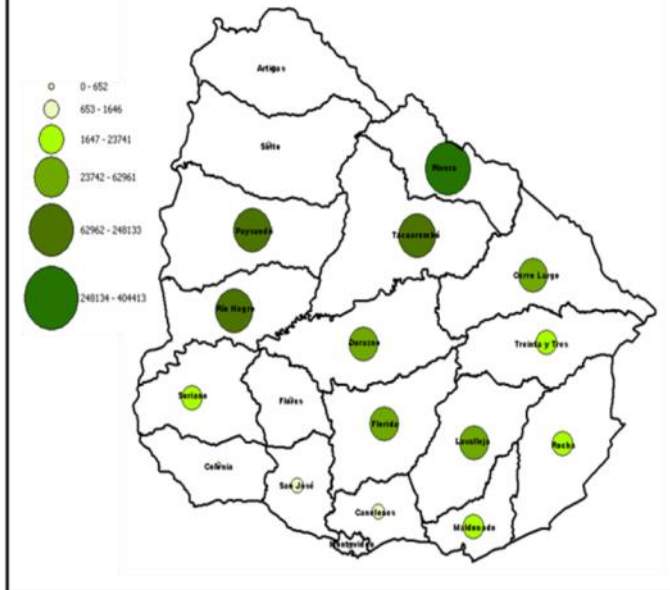 0 - 652
653 - 1646
1647 - 23741
23742 - 62961
62962 - 248133
248134 - 404413
Artigas
Salto
Rivera
Paysandú
Tacuarembó
Cerro Largo
Río Negro
Durazno
Treinta y Tres
Soriano
Flores
Florida
Lavalleja
Rocha
Colonia
San José
Canelones
Maldonado
Montevideo